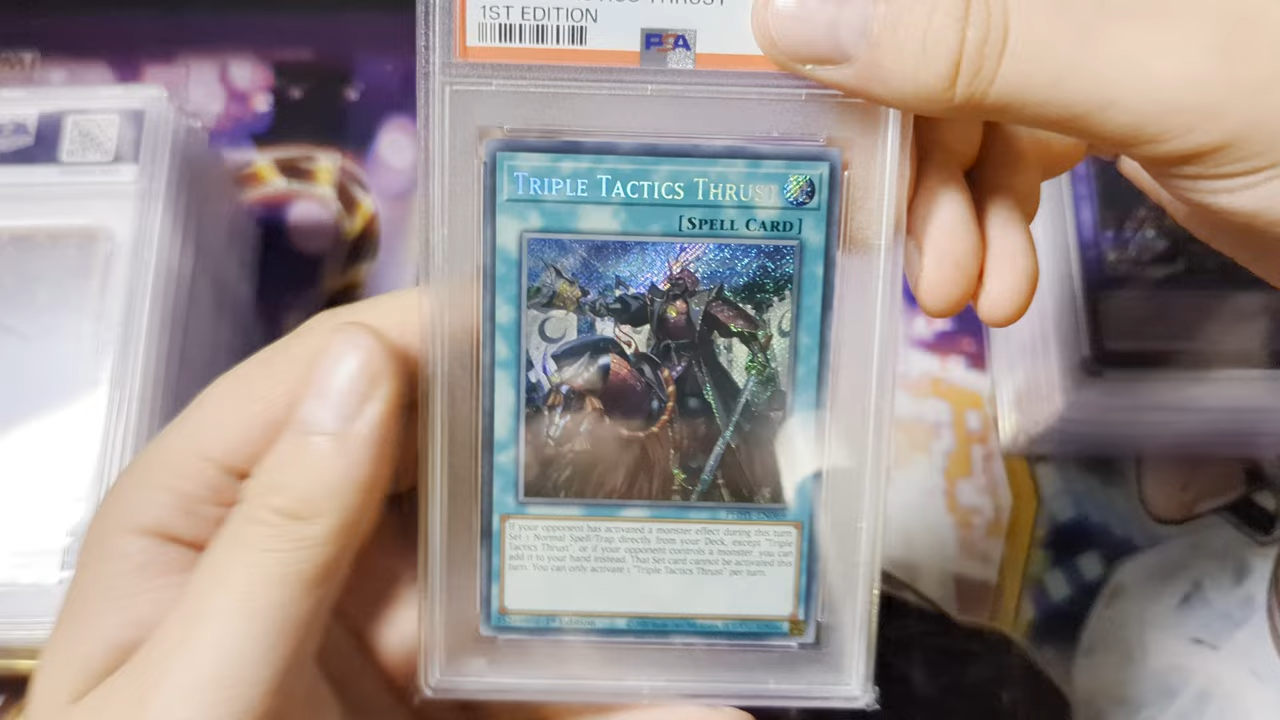 TACTICS THRUST
1ST EDITION
PSA
TRIPLE TACTICS THRUST
[SPELL CARD]
If your opponent has activated a monster effect during this turn:
Set 1 Normal Spell/Trap directly from your Deck, except "Triple
Tactics Thrust", or if your opponent controls a monster, you can
add it to your hand instead. That Set card cannot be activated this
turn. You can only activate 1 "Triple Tactics Thrust" per turn.
1st Edition